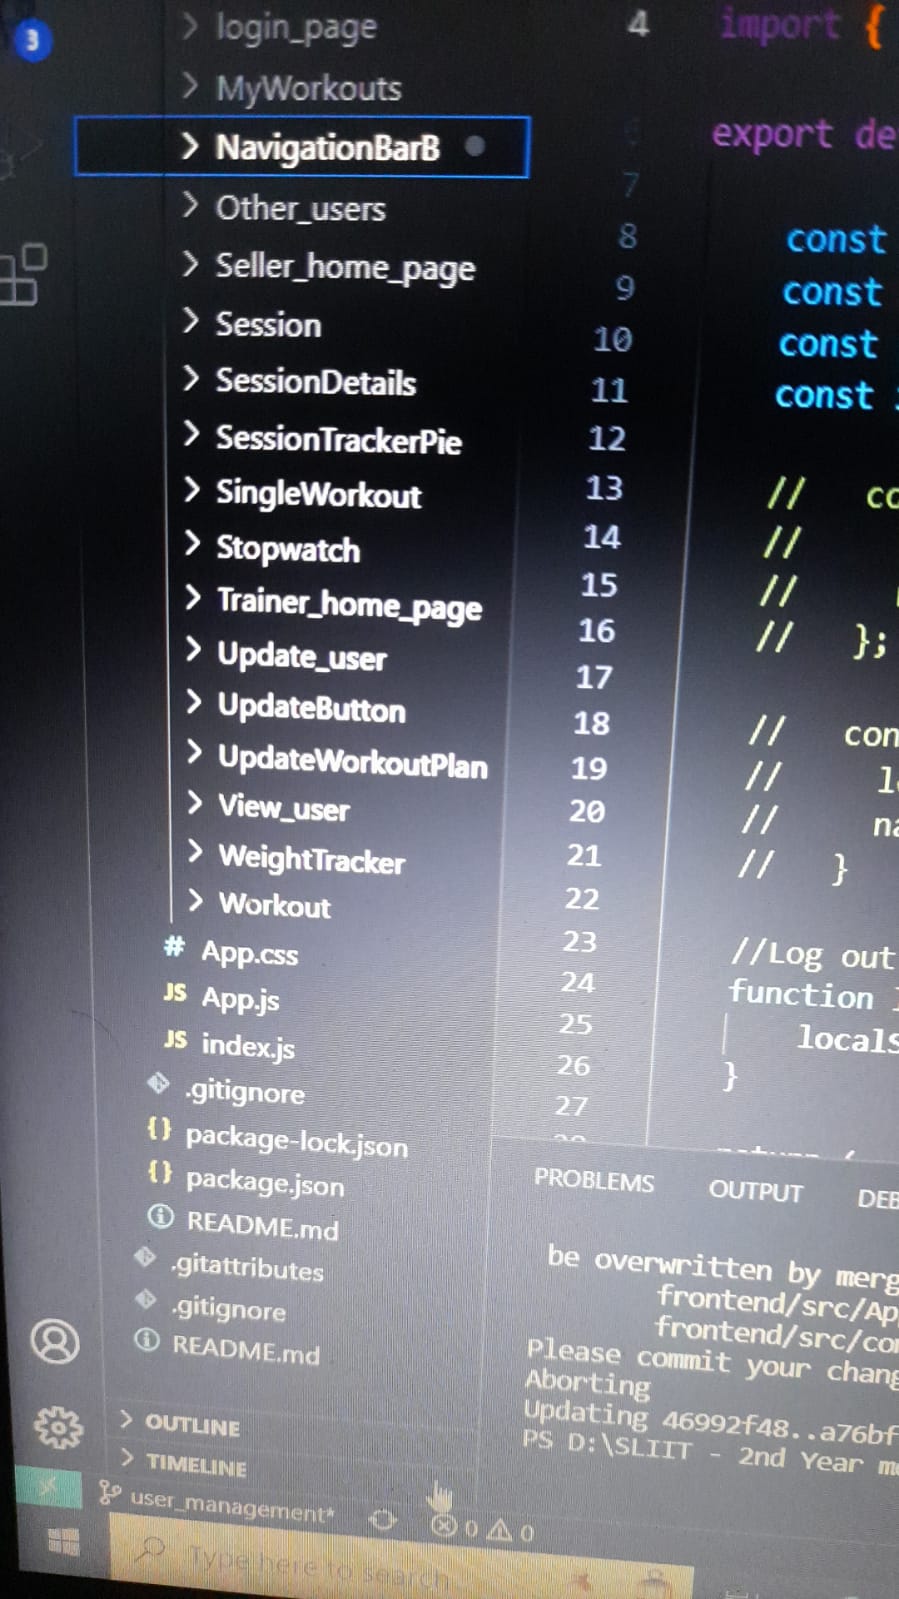 3
login_page
MyWorkouts
NavigationBarB
Other_users
Seller_home_page
Session
SessionDetails
SessionTrackerPie
SingleWorkout
Stopwatch
Trainer_home_page
Update_user
UpdateButton
UpdateWorkoutPlan
View_user
WeightTracker
Workout
# App.css
JS App.js
JS index.js
.gitignore
{} package-lock.json
{} package.json
README.md
.gitattributes
.gitignore
README.md
OUTLINE
TIMELINE
user_management*
0 0
Type here to search
4 import {
export de
7
8 const
9 const
10 const
11 const
12
13 // co
14 //
15 //
16 // };
17
18 // con
19 // l
20 // na
21 // }
22
23 //Log out
24 function
25 locals
26 }
27
PROBLEMS OUTPUT DEB
be overwritten by merg
frontend/src/Ap
frontend/src/co
Please commit your chang
Aborting
Updating 46992f48..a76bf
PS D:\SLIIT - 2nd Year m